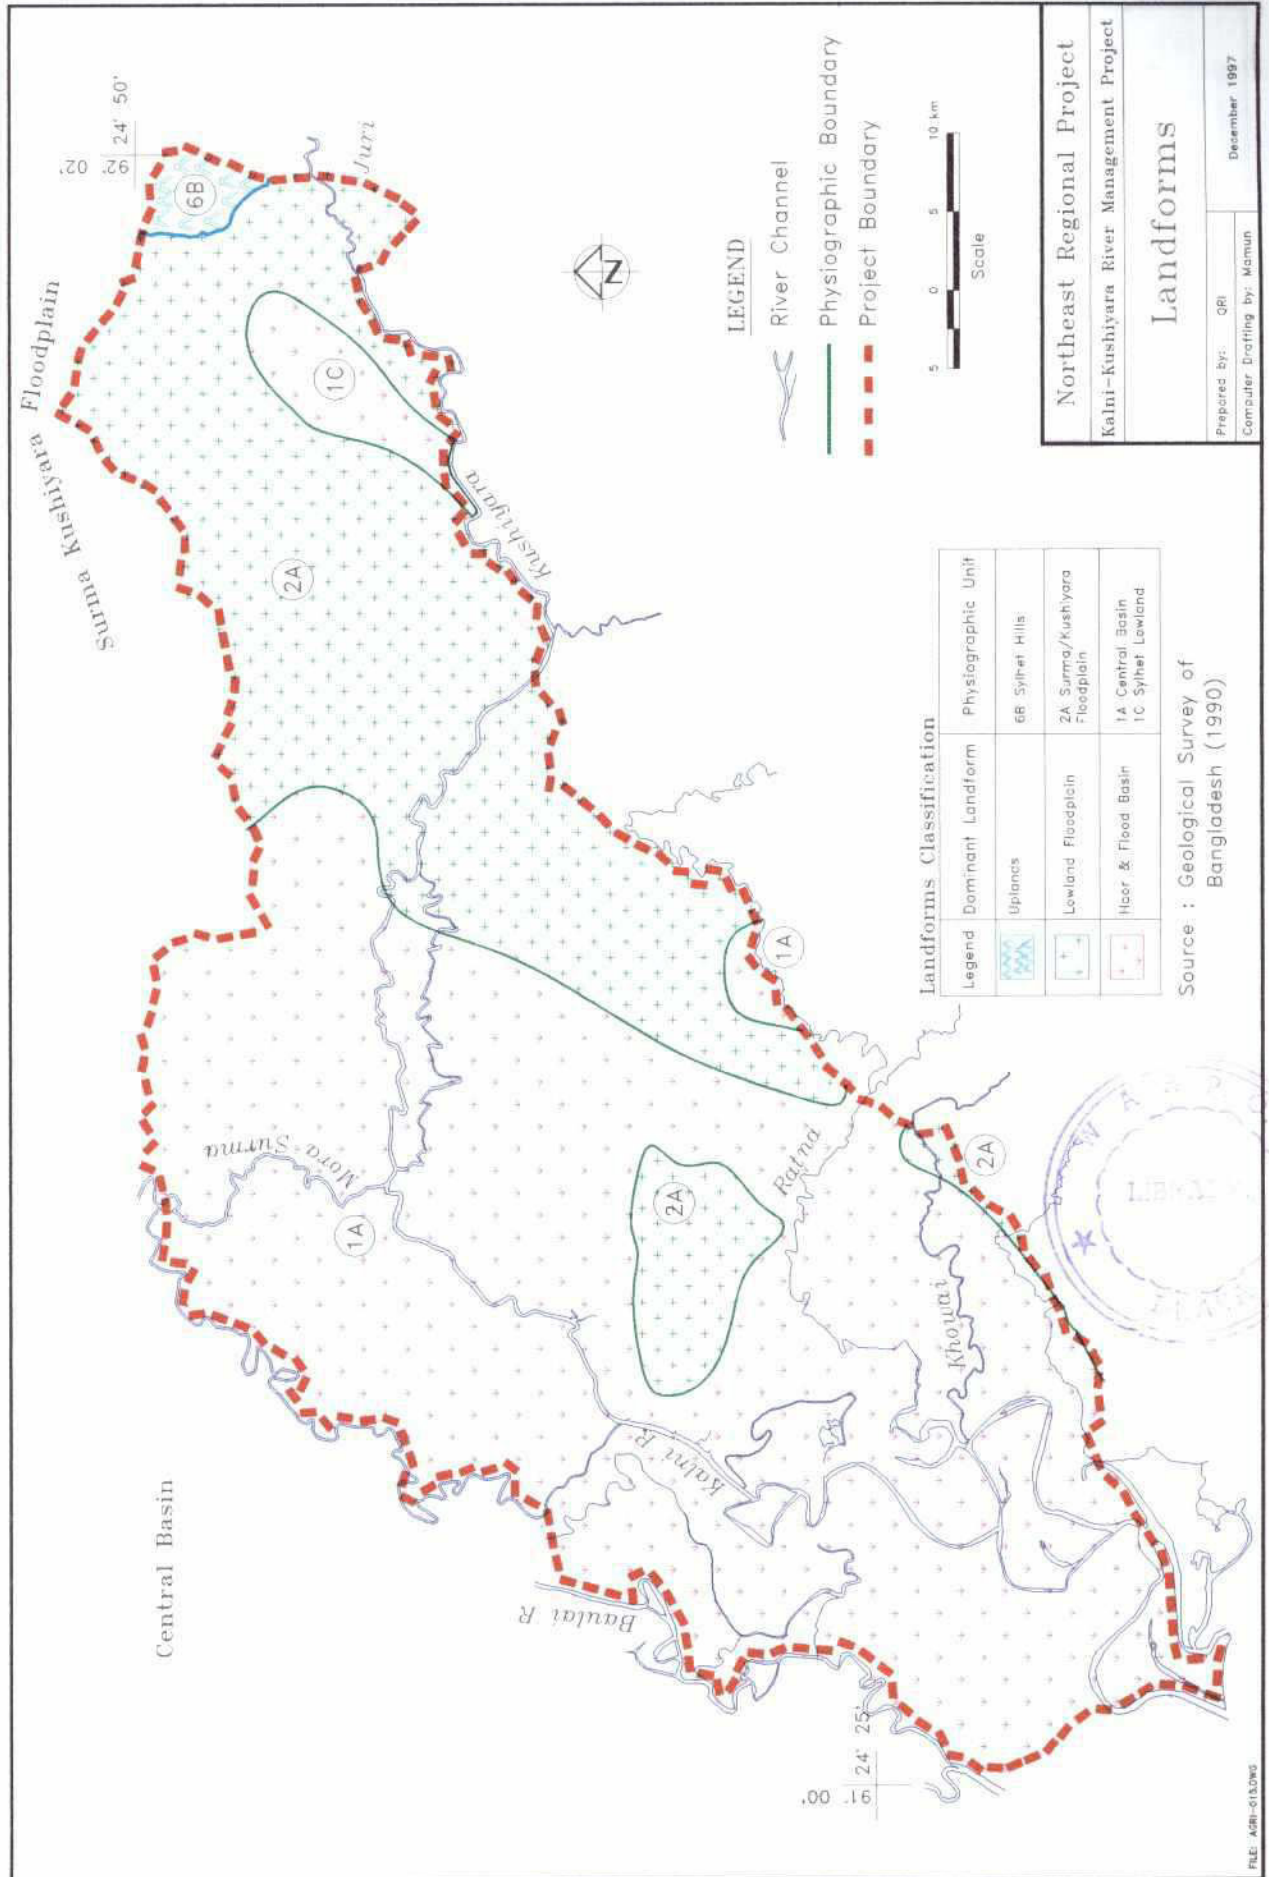 Surma Kushiyara Floodplain
Central Basin
92° 02'
24° 50'
6B
Juri
1C
2A
Kushiyara
1A
Mora Surma
1A
2A
Ratna
2A
Khowai
Kalni R
Baulai R
91° 00'
24° 25'
N
LEGEND
River Channel
Physiographic Boundary
Project Boundary
5 0 5 10 km
Scale
Landforms Classification
Legend Dominant Landform Physiographic Unit
Uplands 6B Sylhet Hills
Lowland Floodplain 2A Surma/Kushiyara
Floodplain
Haor & Flood Basin 1A Central Basin
1C Sylhet Lowland
Source : Geological Survey of
Bangladesh (1990)
Northeast Regional Project
Kalni-Kushiyara River Management Project
Landforms
Prepared by: QRI
Computer Drafting by: Mamun
December 1997
FILE: AGRI-013.DWG